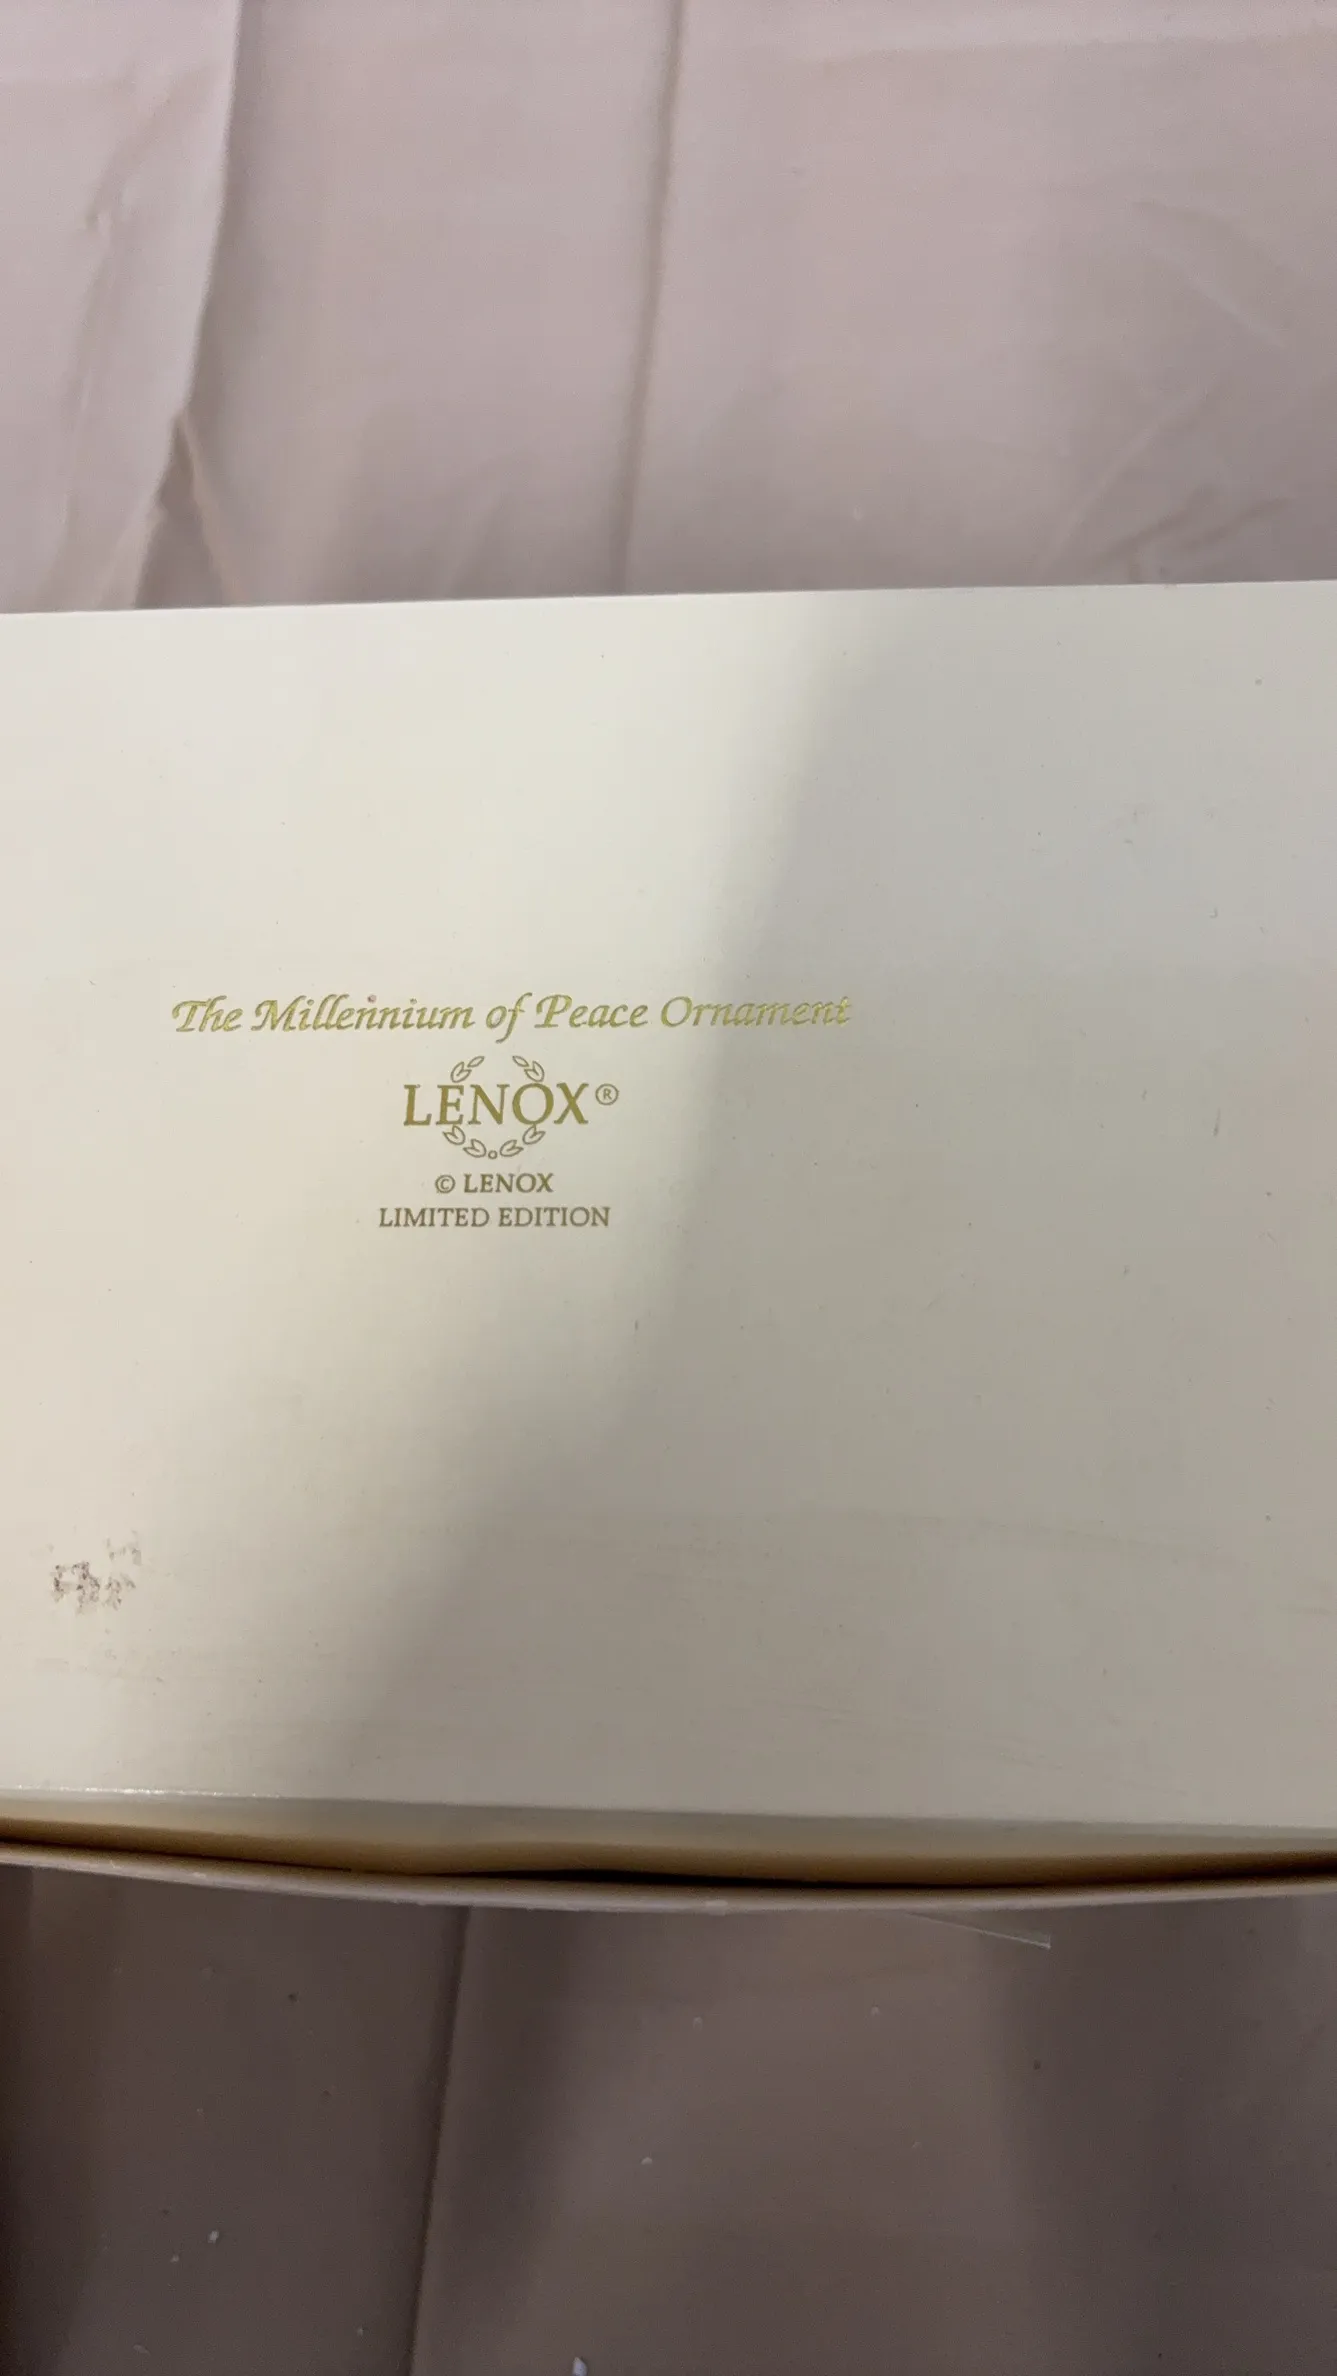 The Millennium of Peace Ornament
LENOX®
© LENOX
LIMITED EDITION